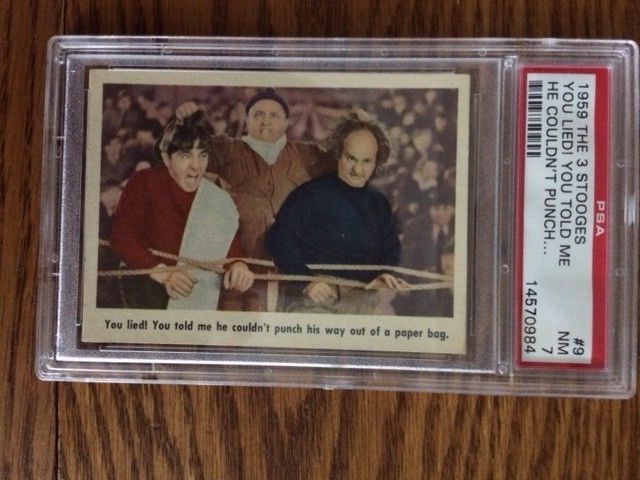 You lied! You told me he couldn't punch his way out of a paper bag.
1959 THE 3 STOOGES
YOU LIED! YOU TOLD ME
HE COULDN'T PUNCH...
PSA
#9
NM
7
14570984